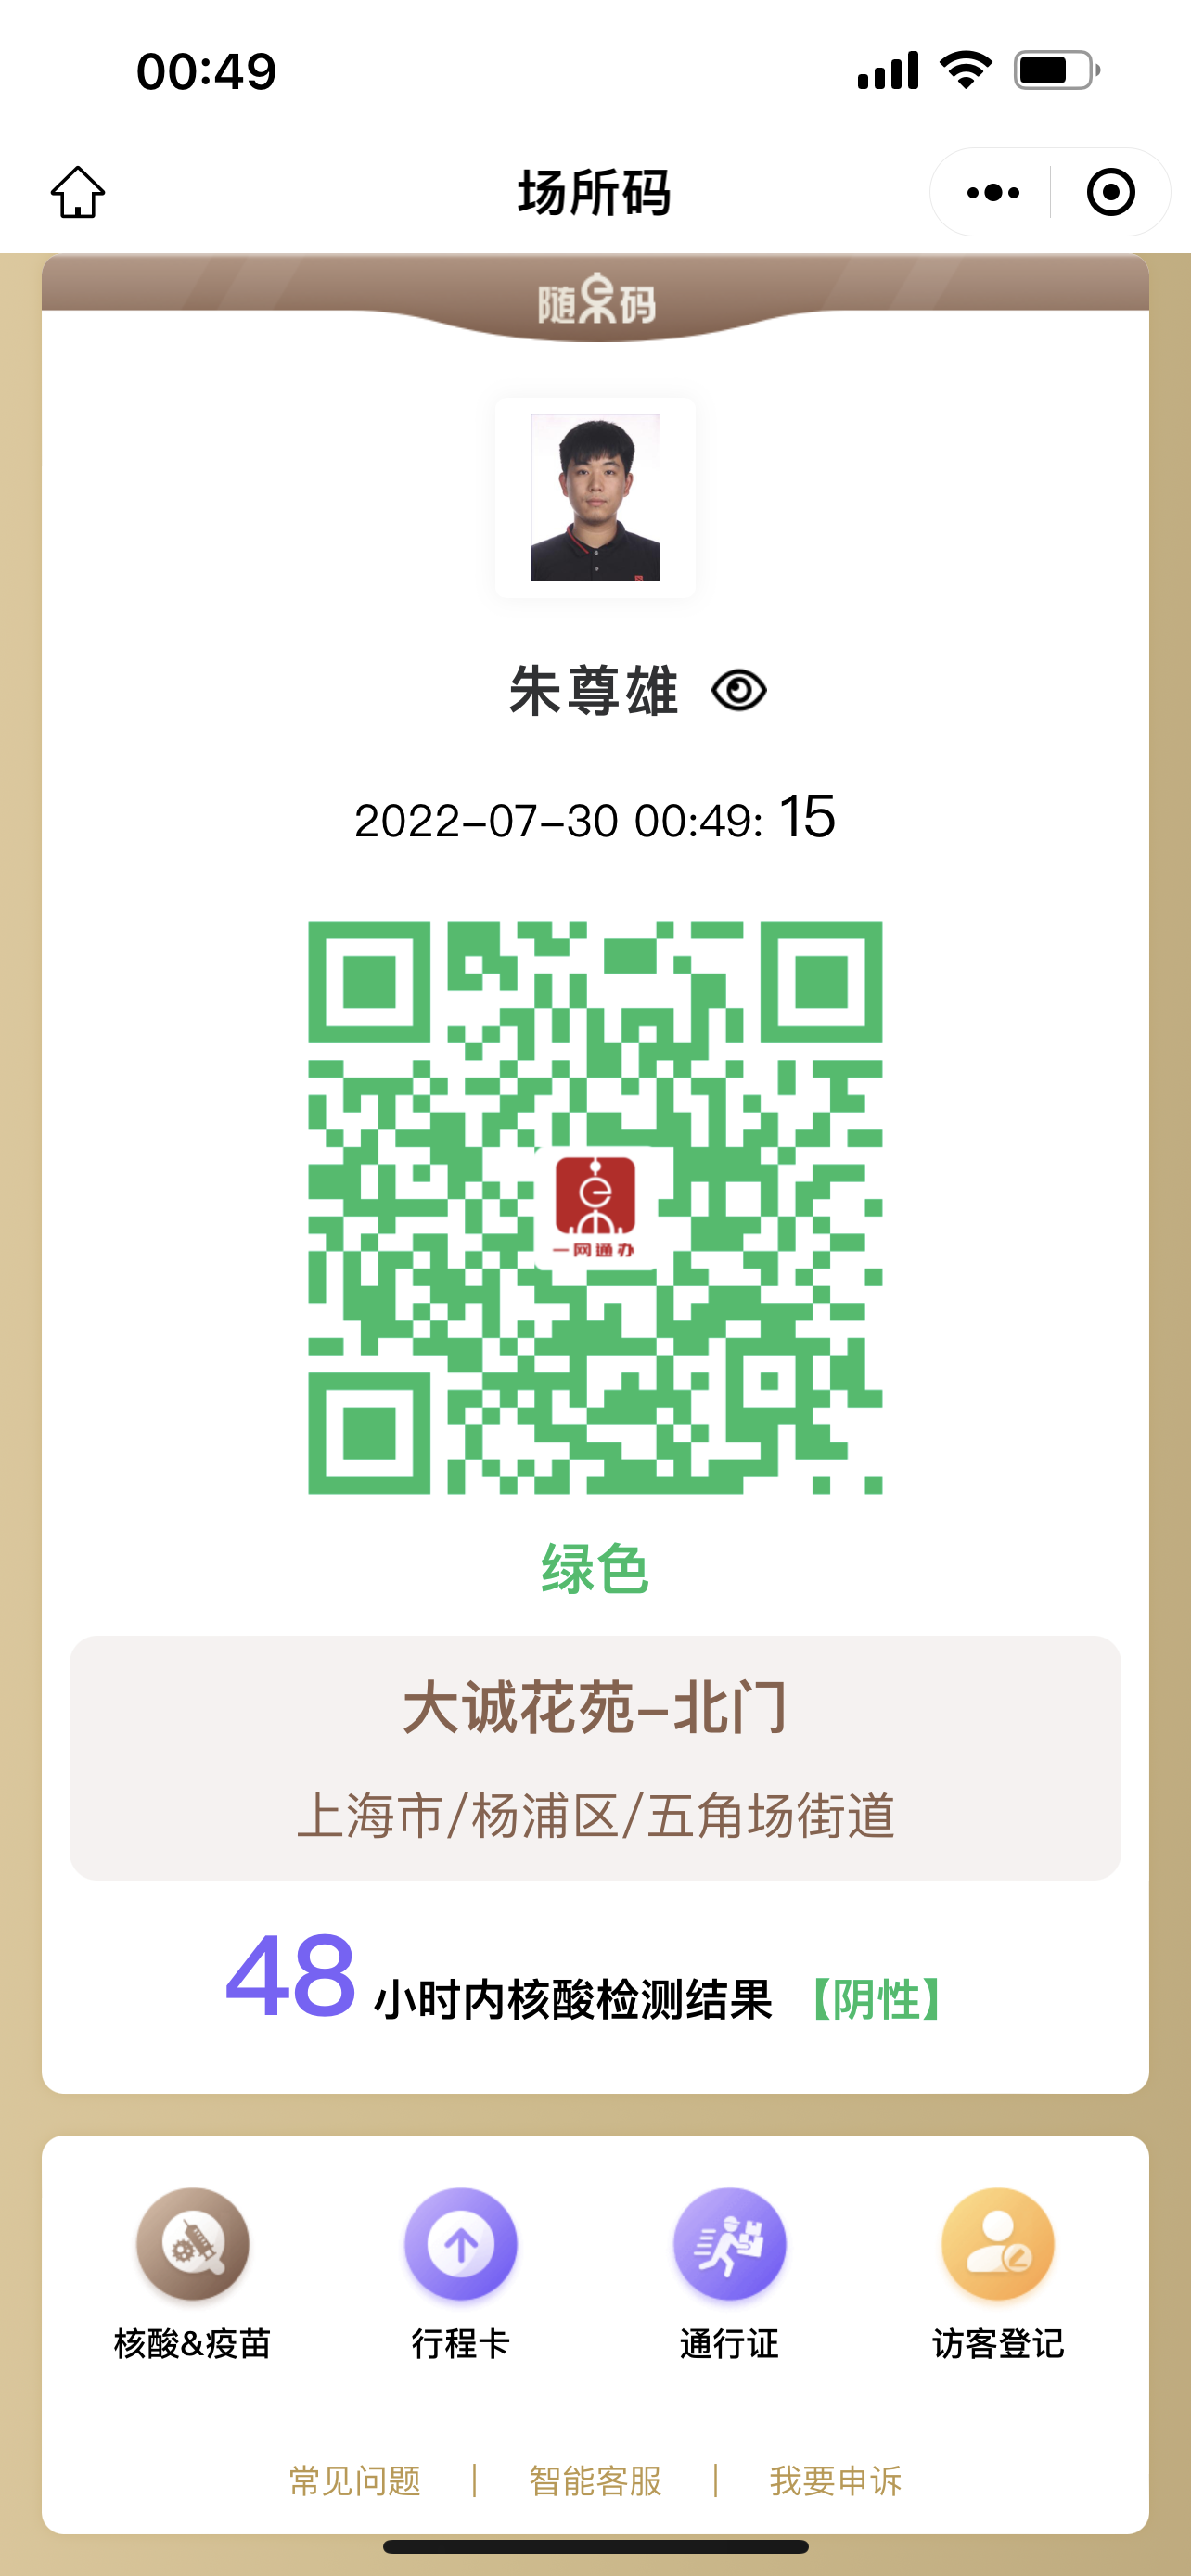 00:49
场所码
随申码
朱尊雄
2022-07-30 00:49: 15
一网通办
绿色
大诚花苑-北门
上海市/杨浦区/五角场街道
48 小时内核酸检测结果 【阴性】
核酸&疫苗 行程卡 通行证 访客登记
常见问题 | 智能客服 | 我要申诉